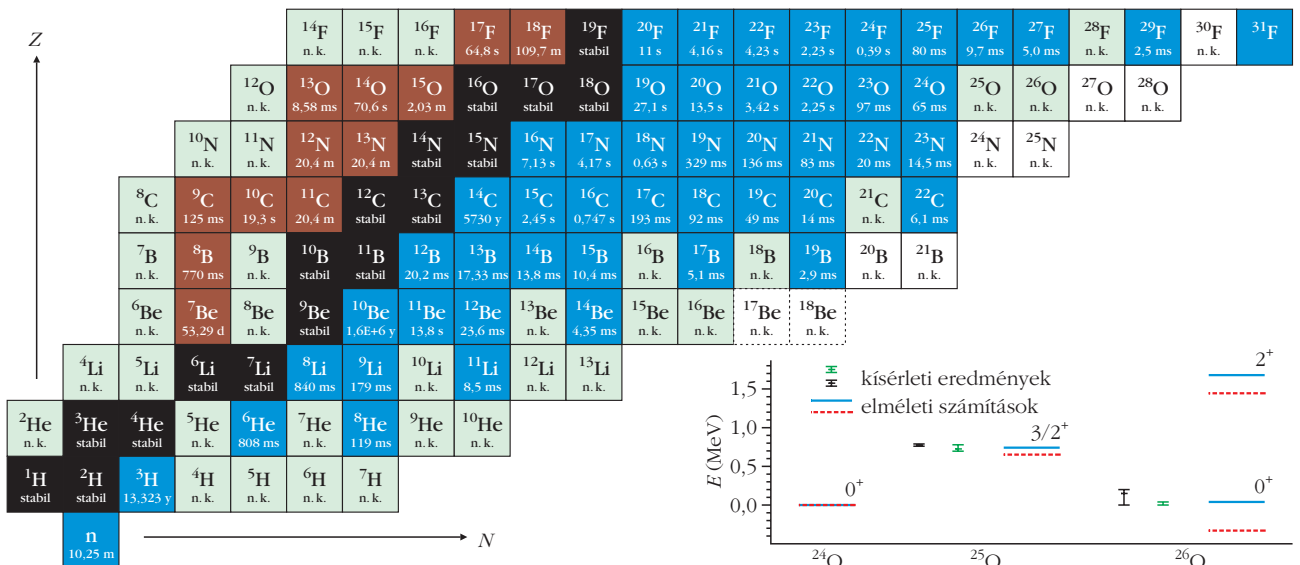 Z
¹⁴F ¹⁵F ¹⁶F ¹⁷F ¹⁸F ¹⁹F ²⁰F ²¹F ²²F ²³F ²⁴F ²⁵F ²⁶F ²⁷F ²⁸F ²⁹F ³⁰F ³¹F
n. k. n. k. n. k. 64,8 s 109,7 m stabil 11 s 4,16 s 4,23 s 2,23 s 0,39 s 80 ms 9,7 ms 5,0 ms n. k. 2,5 ms n. k.
¹²O ¹³O ¹⁴O ¹⁵O ¹⁶O ¹⁷O ¹⁸O ¹⁹O ²⁰O ²¹O ²²O ²³O ²⁴O ²⁵O ²⁶O ²⁷O ²⁸O
n. k. 8,58 ms 70,6 s 2,03 m stabil stabil stabil 27,1 s 13,5 s 3,42 s 2,25 s 97 ms 65 ms n. k. n. k. n. k. n. k.
¹⁰N ¹¹N ¹²N ¹³N ¹⁴N ¹⁵N ¹⁶N ¹⁷N ¹⁸N ¹⁹N ²⁰N ²¹N ²²N ²³N ²⁴N ²⁵N
n. k. n. k. 20,4 m 20,4 m stabil stabil 7,13 s 4,17 s 0,63 s 329 ms 136 ms 83 ms 20 ms 14,5 ms n. k. n. k.
⁸C ⁹C ¹⁰C ¹¹C ¹²C ¹³C ¹⁴C ¹⁵C ¹⁶C ¹⁷C ¹⁸C ¹⁹C ²⁰C ²¹C ²²C
n. k. 125 ms 19,3 s 20,4 m stabil stabil 5730 y 2,45 s 0,747 s 193 ms 92 ms 49 ms 14 ms n. k. 6,1 ms
⁷B ⁸B ⁹B ¹⁰B ¹¹B ¹²B ¹³B ¹⁴B ¹⁵B ¹⁶B ¹⁷B ¹⁸B ¹⁹B ²⁰B ²¹B
n. k. 770 ms n. k. stabil stabil 20,2 ms 17,33 ms 13,8 ms 10,4 ms n. k. 5,1 ms n. k. 2,9 ms n. k. n. k.
⁶Be ⁷Be ⁸Be ⁹Be ¹⁰Be ¹¹Be ¹²Be ¹³Be ¹⁴Be ¹⁵Be ¹⁶Be ¹⁷Be ¹⁸Be
n. k. 53,29 d n. k. stabil 1,6E+6 y 13,8 s 23,6 ms n. k. 4,35 ms n. k. n. k. n. k. n. k.
⁴Li ⁵Li ⁶Li ⁷Li ⁸Li ⁹Li ¹⁰Li ¹¹Li ¹²Li ¹³Li
n. k. n. k. stabil stabil 840 ms 179 ms n. k. 8,5 ms n. k. n. k.
²He ³He ⁴He ⁵He ⁶He ⁷He ⁸He ⁹He ¹⁰He
n. k. stabil stabil n. k. 808 ms n. k. 119 ms n. k. n. k.
¹H ²H ³H ⁴H ⁵H ⁶H ⁷H
stabil stabil 13,323 y n. k. n. k. n. k. n. k.
n
10,25 m
N
E (MeV)
1,5
1,0
0,5
0,0
kísérleti eredmények
elméleti számítások
0⁺
3/2⁺
2⁺
0⁺
²⁴O ²⁵O ²⁶O